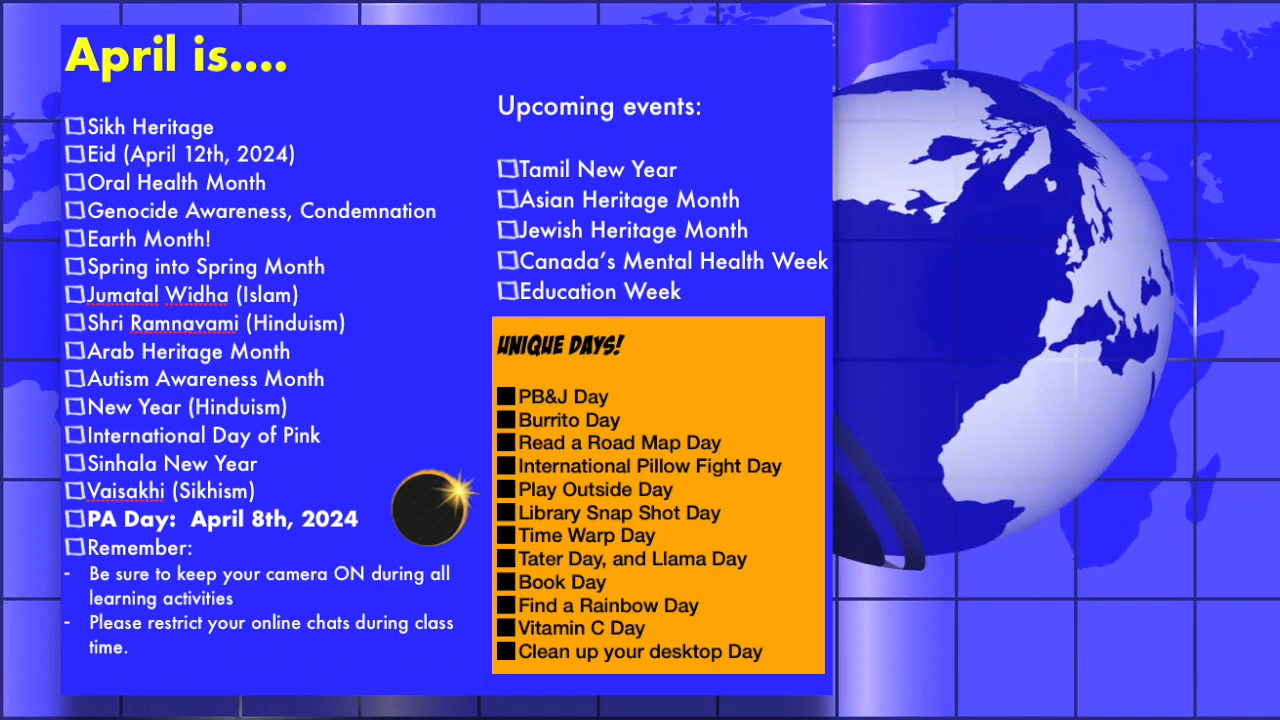 April is....
Sikh Heritage
Eid (April 12th, 2024)
Oral Health Month
Genocide Awareness, Condemnation
Earth Month!
Spring into Spring Month
Jumatal Widha (Islam)
Shri Ramnavami (Hinduism)
Arab Heritage Month
Autism Awareness Month
New Year (Hinduism)
International Day of Pink
Sinhala New Year
Vaisakhi (Sikhism)
PA Day: April 8th, 2024
Remember:
- Be sure to keep your camera ON during all
learning activities
- Please restrict your online chats during class
time.
Upcoming events:
Tamil New Year
Asian Heritage Month
Jewish Heritage Month
Canada's Mental Health Week
Education Week
UNIQUE DAYS!
PB&J Day
Burrito Day
Read a Road Map Day
International Pillow Fight Day
Play Outside Day
Library Snap Shot Day
Time Warp Day
Tater Day, and Llama Day
Book Day
Find a Rainbow Day
Vitamin C Day
Clean up your desktop Day